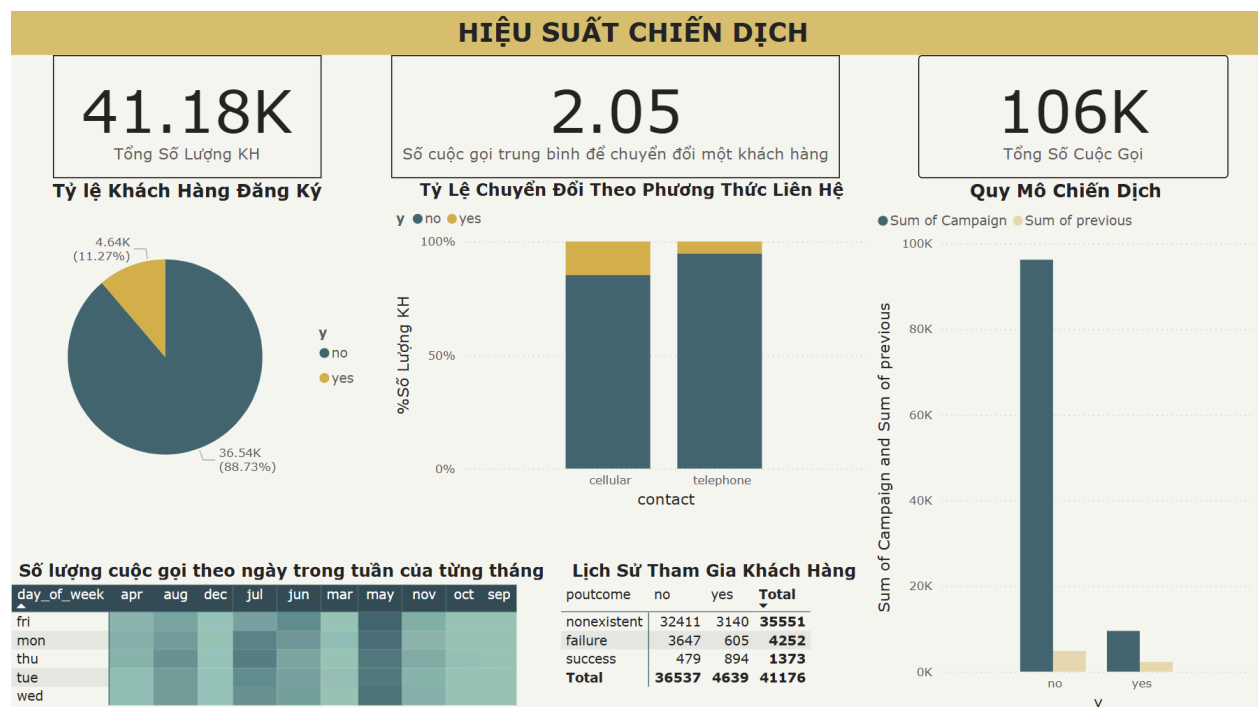 HIỆU SUẤT CHIẾN DỊCH
41.18K
Tổng Số Lượng KH
2.05
Số cuộc gọi trung bình để chuyển đổi một khách hàng
106K
Tổng Số Cuộc Gọi
Tỷ lệ Khách Hàng Đăng Ký
4.64K
(11.27%)
36.54K
(88.73%)
y
no
yes
Tỷ Lệ Chuyển Đổi Theo Phương Thức Liên Hệ
y no yes
%Số Lượng KH
100%
50%
0%
cellular telephone
contact
Quy Mô Chiến Dịch
Sum of Campaign Sum of previous
Sum of Campaign and Sum of previous
100K
80K
60K
40K
20K
0K
no yes
y
Số lượng cuộc gọi theo ngày trong tuần của từng tháng
day_of_week apr aug dec jul jun mar may nov oct sep
fri
mon
thu
tue
wed
Lịch Sử Tham Gia Khách Hàng
poutcome no yes Total
nonexistent 32411 3140 35551
failure 3647 605 4252
success 479 894 1373
Total 36537 4639 41176